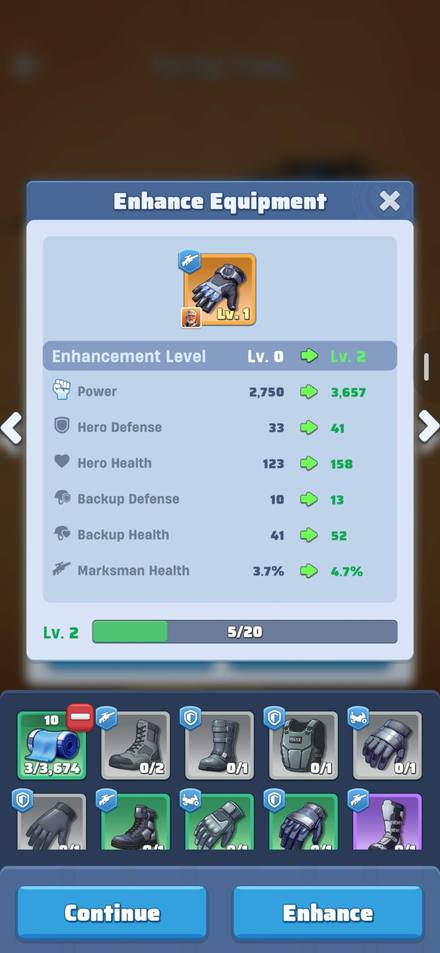 Enhance Equipment
Lv. 1
Enhancement Level Lv. 0 Lv. 2
Power 2,750 3,657
Hero Defense 33 41
Hero Health 123 158
Backup Defense 10 13
Backup Health 41 52
Marksman Health 3.7% 4.7%
Lv. 2 5/20
10
3/3,674 0/2 0/1 0/1 0/1
Continue Enhance